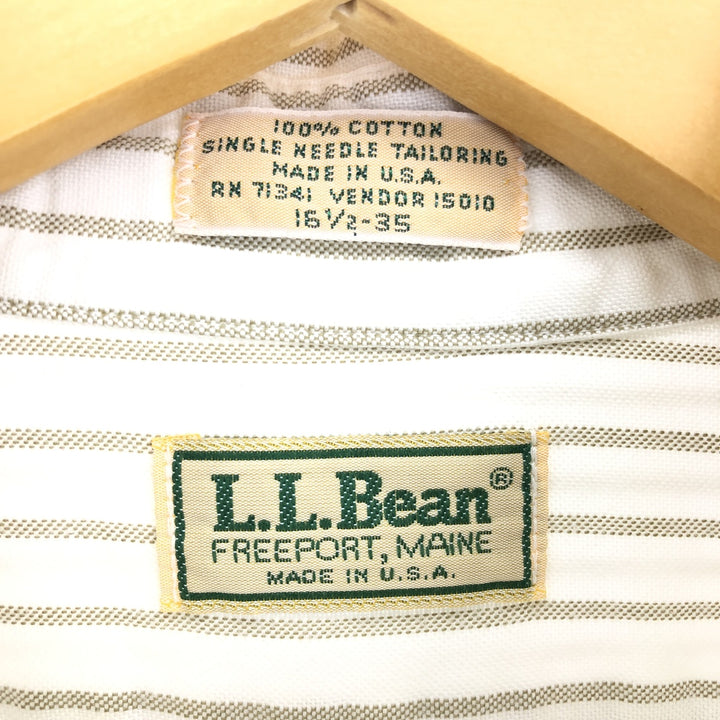 100% COTTON
SINGLE NEEDLE TAILORING
MADE IN U.S.A.
RN 71341 VENDOR 15010
16 1/2-35
L.L.Bean®
FREEPORT, MAINE
MADE IN U.S.A.